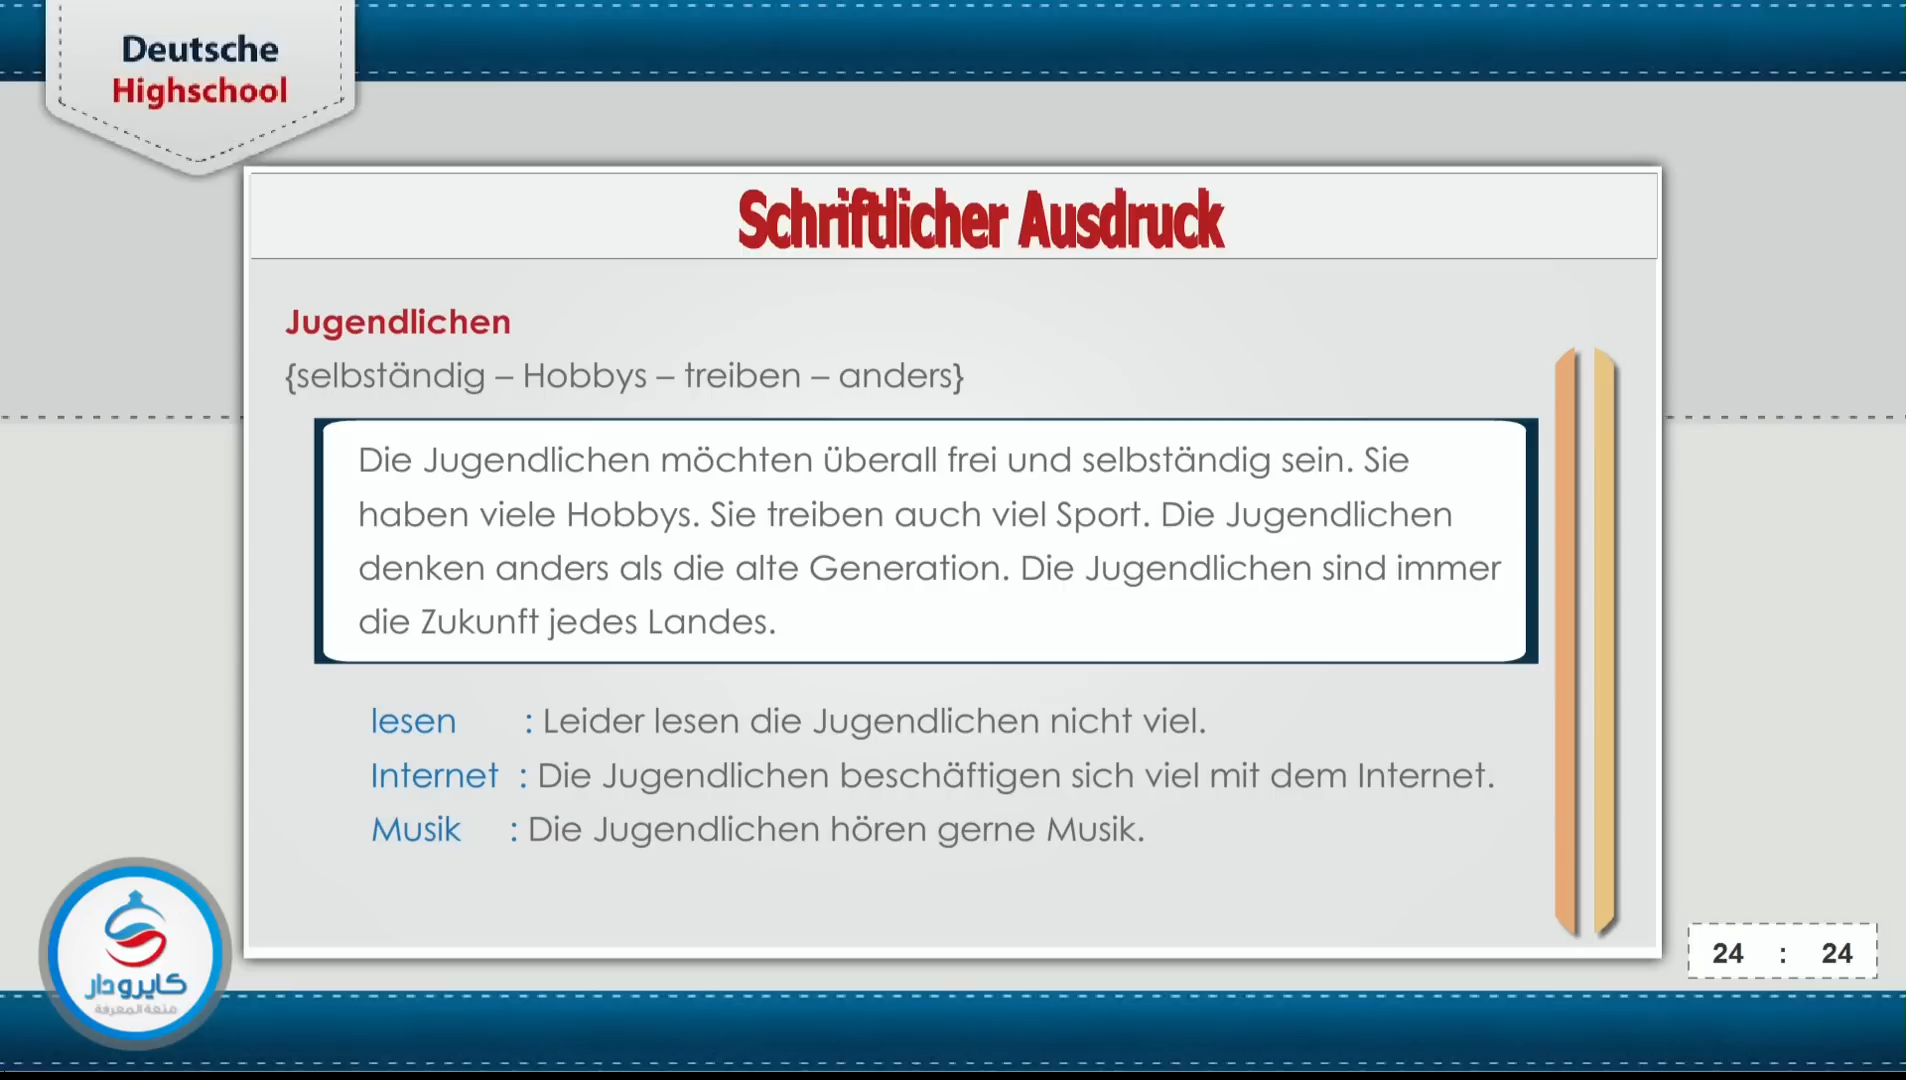 Deutsche
Highschool
Schriftlicher Ausdruck
Jugendlichen
{selbständig – Hobbys – treiben – anders}
Die Jugendlichen möchten überall frei und selbständig sein. Sie
haben viele Hobbys. Sie treiben auch viel Sport. Die Jugendlichen
denken anders als die alte Generation. Die Jugendlichen sind immer
die Zukunft jedes Landes.
lesen : Leider lesen die Jugendlichen nicht viel.
Internet : Die Jugendlichen beschäftigen sich viel mit dem Internet.
Musik : Die Jugendlichen hören gerne Musik.
كايرودار
متعة المعرفة
24 : 24